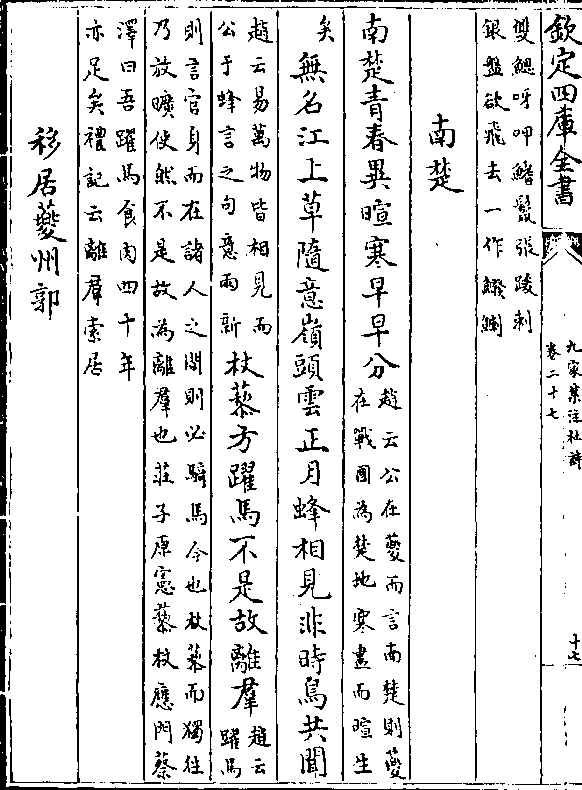 欽定四庫全書
九家集注杜詩
卷二十七
十七
雙鰓呀呷鰭鬛張跋刺
銀盤欲飛去一作鱍鯯
南楚
南楚青春異暄寒早早分
趙云公在夔而言南楚則夔
在戰國為楚地寒盡而暄生
矣
無名江上草隨意嶺頭雲正月蜂相見非時鳥共聞
趙云易萬物皆相見而
公于蜂言之句意兩新
杖藜方躍馬不是故離羣
趙云
躍馬
則言官身而在諸人之間則必騎馬今也杖藜而獨往
乃放曠使然不是故為離羣也莊子原憲藜杖應門蔡
澤曰吾躍馬食肉四十年
亦足矣禮記云離羣索居
移居夔州郭